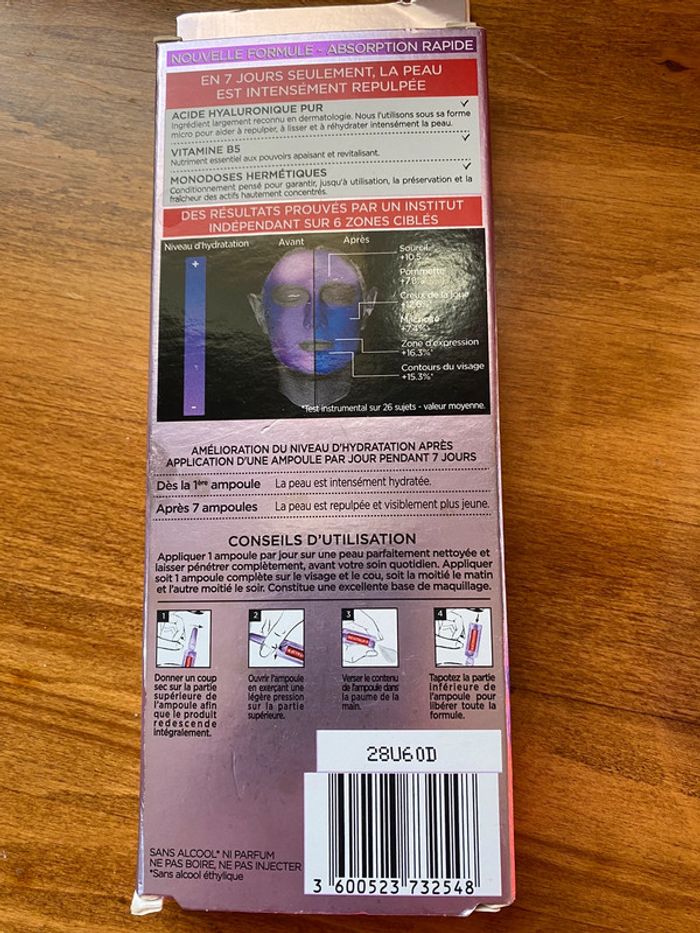 NOUVELLE FORMULE - ABSORPTION RAPIDE
EN 7 JOURS SEULEMENT, LA PEAU
EST INTENSÉMENT REPULPÉE
ACIDE HYALURONIQUE PUR
Ingrédient largement reconnu en dermatologie. Nous l'utilisons sous sa forme
micro pour aider à repulper, à lisser et à réhydrater intensément la peau.
VITAMINE B5
Nutriment essentiel aux pouvoirs apaisant et revitalisant.
MONODOSES HERMÉTIQUES
Conditionnement pensé pour garantir, jusqu'à utilisation, la préservation et la
fraîcheur des actifs hautement concentrés.
DES RÉSULTATS PROUVÉS PAR UN INSTITUT
INDÉPENDANT SUR 6 ZONES CIBLÉS
Niveau d'hydratation Avant Après
+
-
Sourcil
+10.5%*
Pommette
Creux de la joue
Mâchoire
+7.4%*
Zone d'expression
+16.3%*
Contours du visage
+15.3%*
*Test instrumental sur 26 sujets - valeur moyenne.
AMÉLIORATION DU NIVEAU D'HYDRATATION APRÈS
APPLICATION D'UNE AMPOULE PAR JOUR PENDANT 7 JOURS
Dès la 1ère ampoule La peau est intensément hydratée.
Après 7 ampoules La peau est repulpée et visiblement plus jeune.
CONSEILS D'UTILISATION
Appliquer 1 ampoule par jour sur une peau parfaitement nettoyée et
laisser pénétrer complètement, avant votre soin quotidien. Appliquer
soit 1 ampoule complète sur le visage et le cou, soit la moitié le matin
et l'autre moitié le soir. Constitue une excellente base de maquillage.
1
Donner un coup
sec sur la partie
supérieure de
l'ampoule afin
que le produit
redescende
intégralement.
2
Ouvrir l'ampoule
en exerçant une
légère pression
sur la partie
supérieure.
3
Verser le contenu
de l'ampoule dans
la paume de la
main.
4
Tapotez la partie
inférieure de
l'ampoule pour
libérer toute la
formule.
28U60D
SANS ALCOOL* NI PARFUM
NE PAS BOIRE, NE PAS INJECTER
*Sans alcool éthylique
3 600523 732548